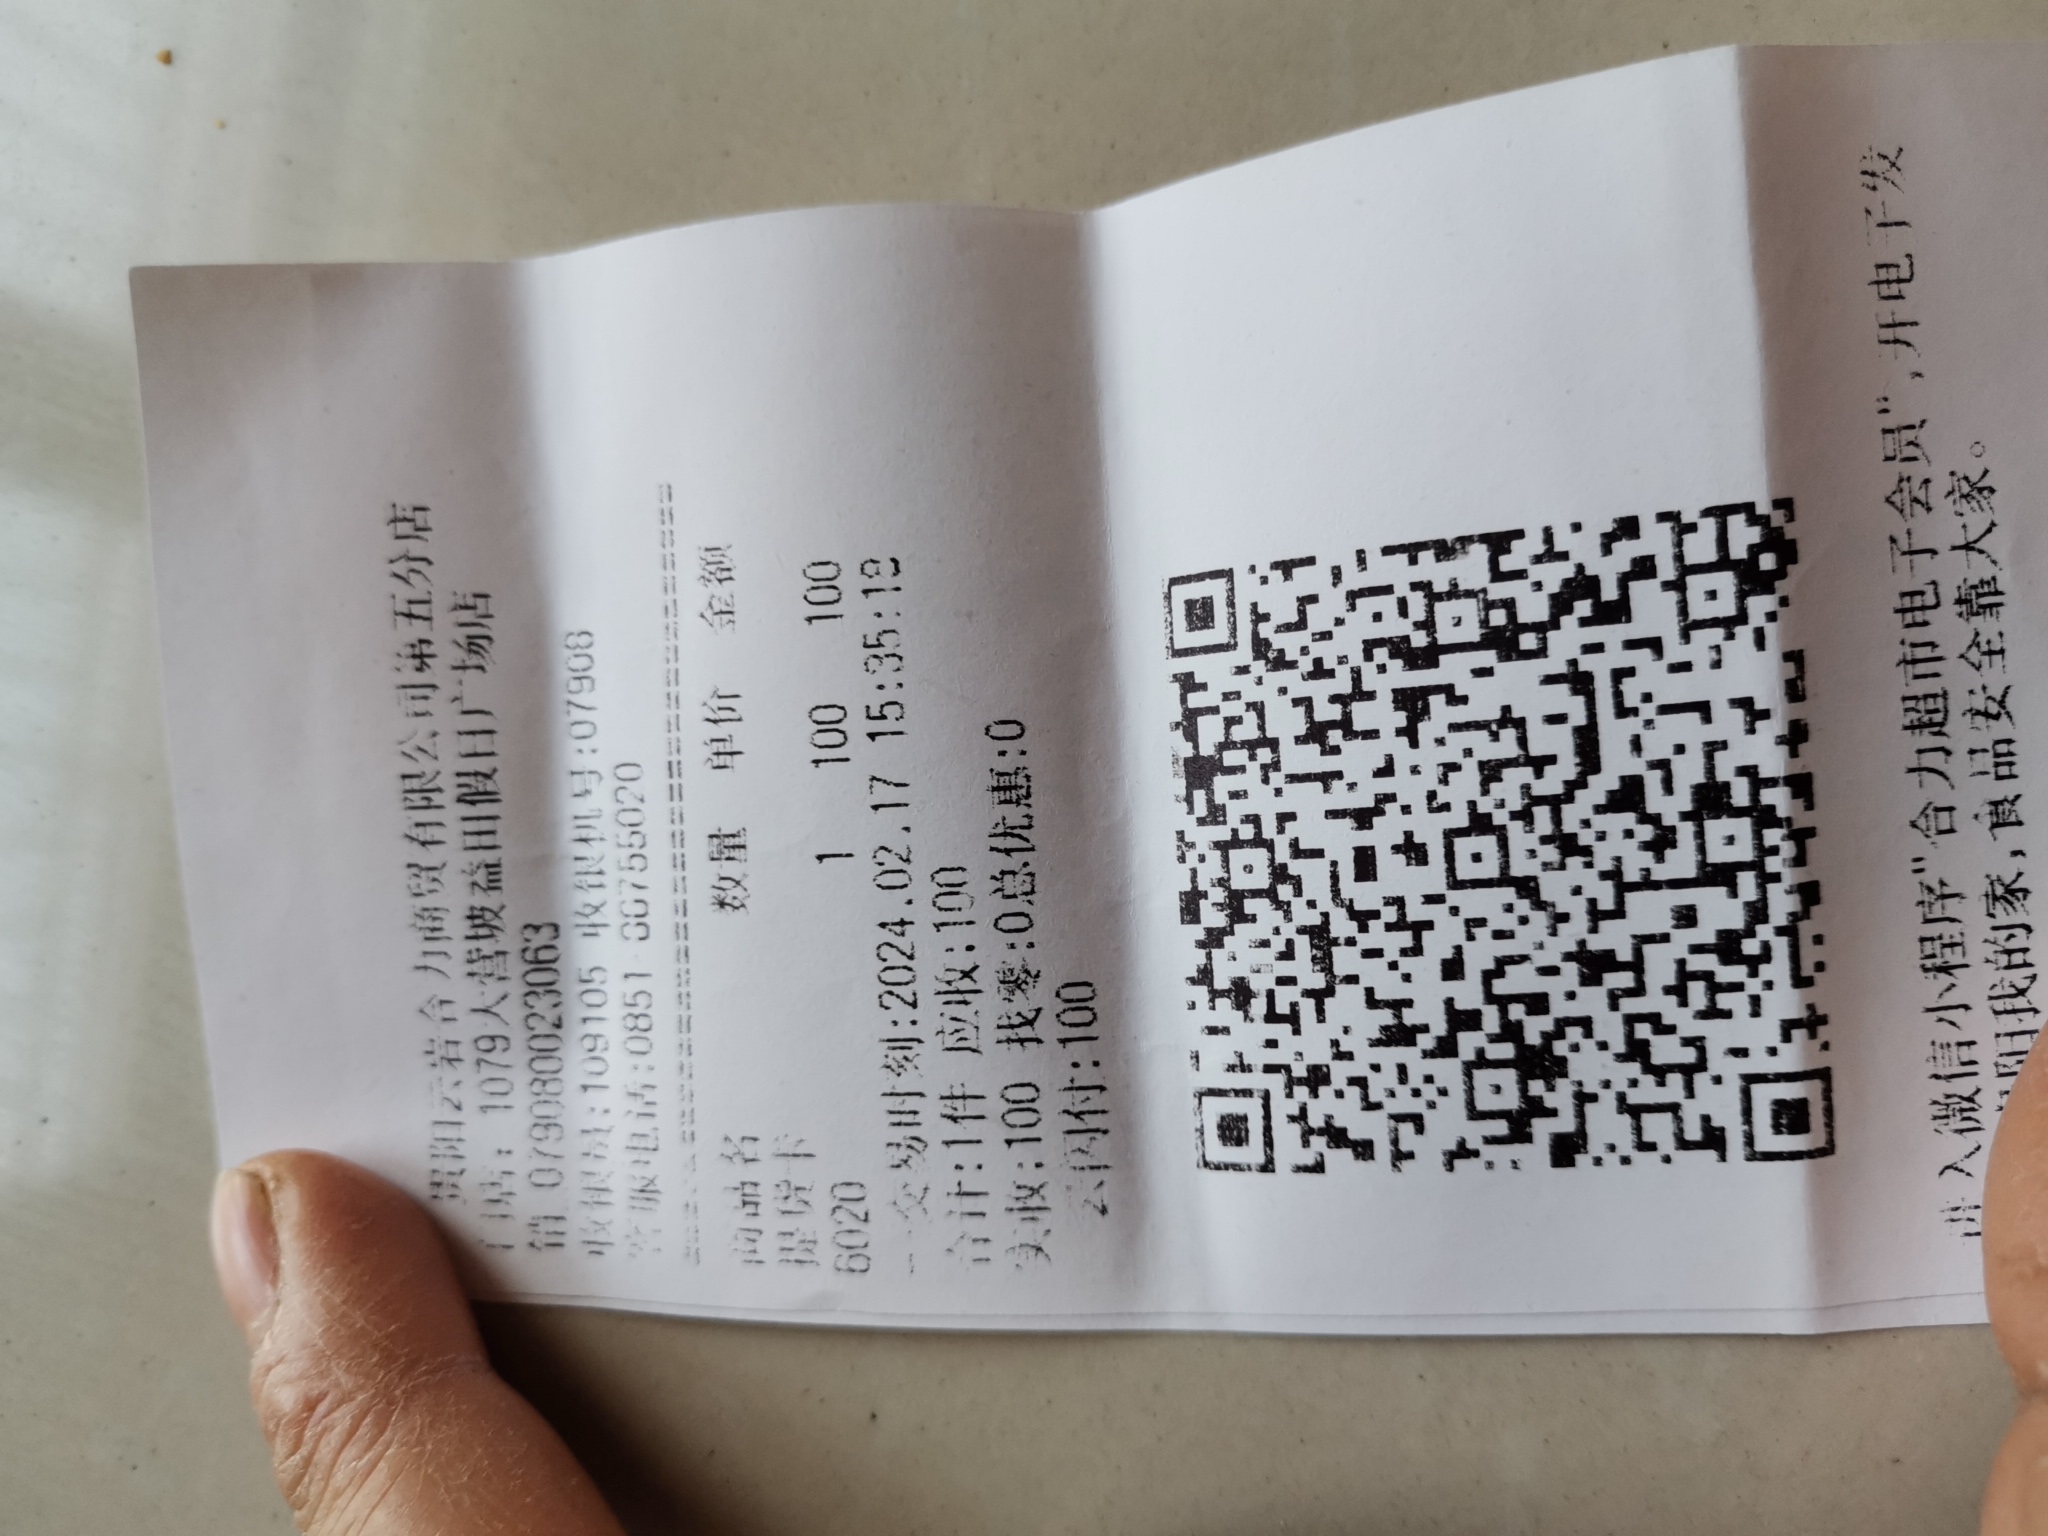 贵阳云岩合力商贸有限公司第五分店
门店: 1079大营坡益田假日广场店
销 079080023063
收银员:109105 收银机号:07908
客服电话:0851
商品名 数量 单价 金额
提货卡
6020 1 100 100
交易时刻:2024.02.17 15:35:18
合计:1件 应收:100
实收:100 找零:0总优惠:0
云闪付:100
进入微信小程序"合力超市电子会员",开电子发
阳我的家,食品安全靠大家。